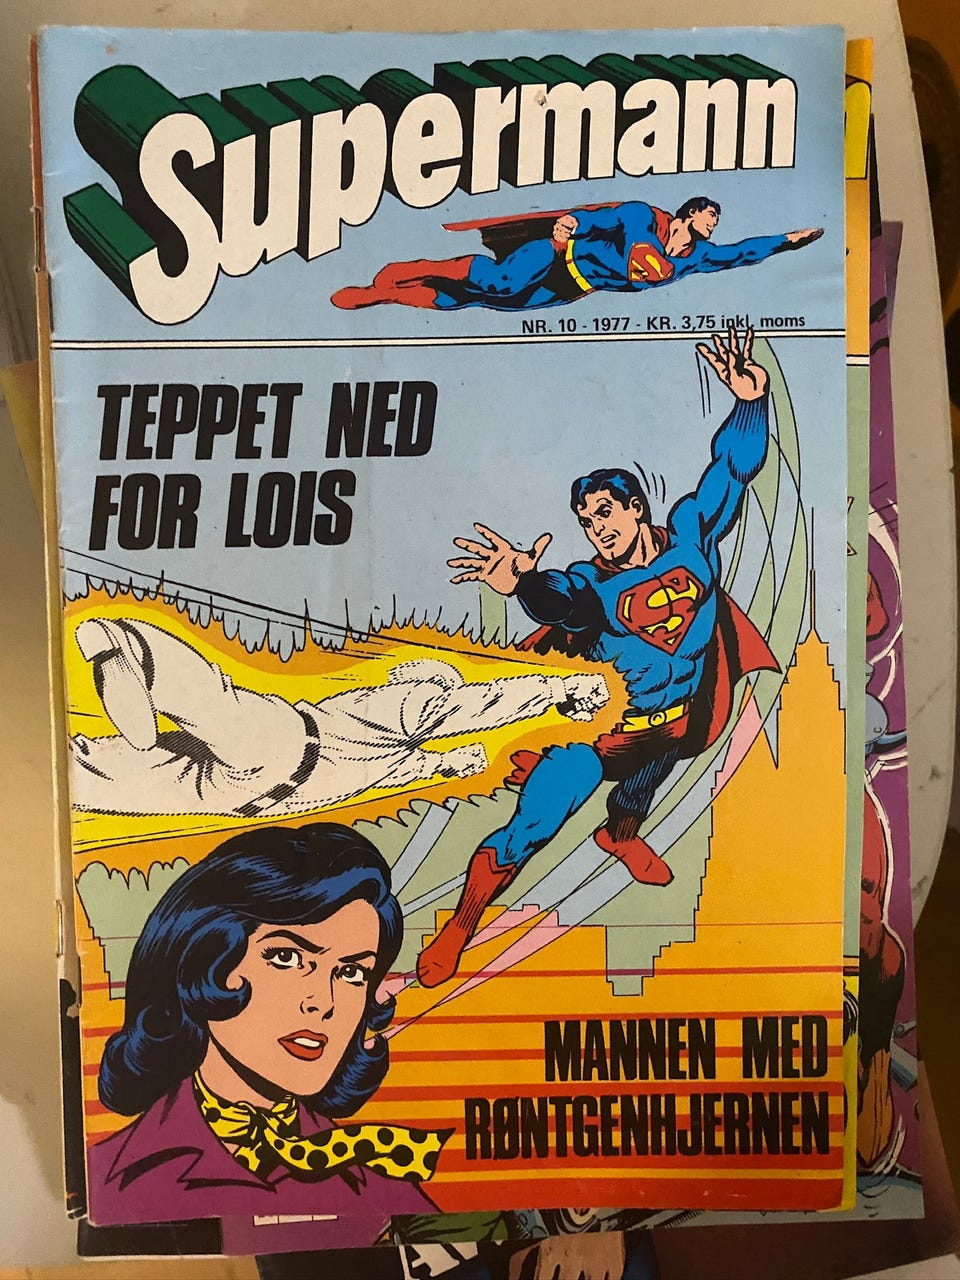 Supermann
NR. 10 - 1977 - KR. 3,75 inkl. moms
TEPPET NED
FOR LOIS
S
MANNEN MED
RØNTGENHJERNEN